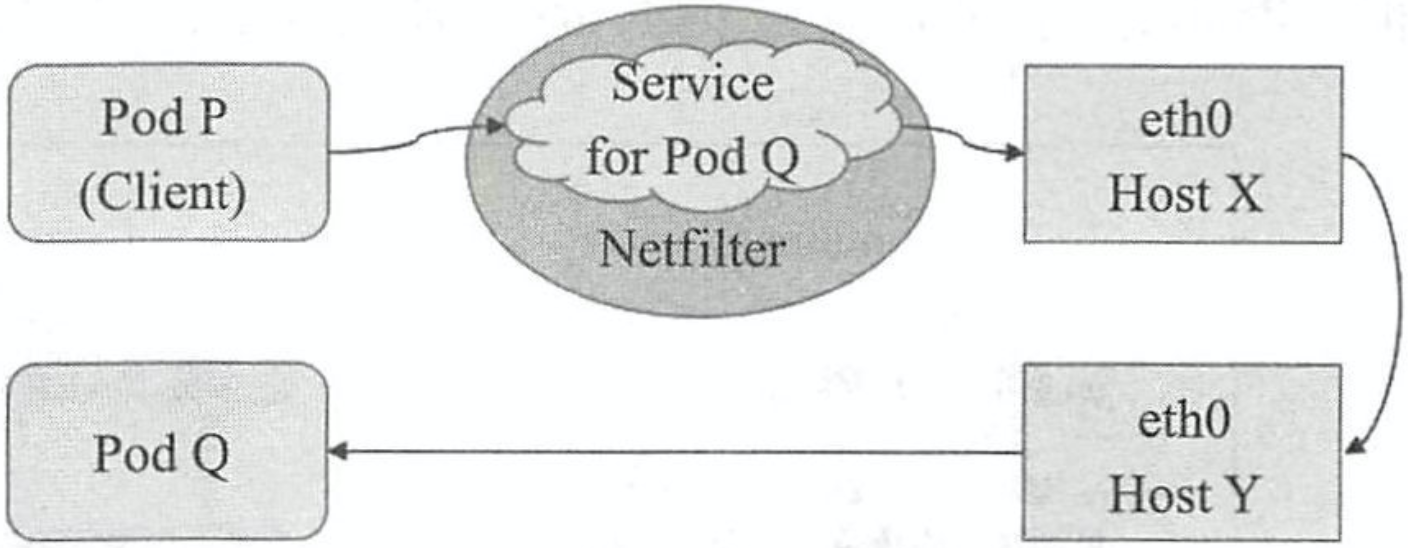 Pod P
(Client)
Service
for Pod Q
Netfilter
eth0
Host X
Pod Q
eth0
Host Y